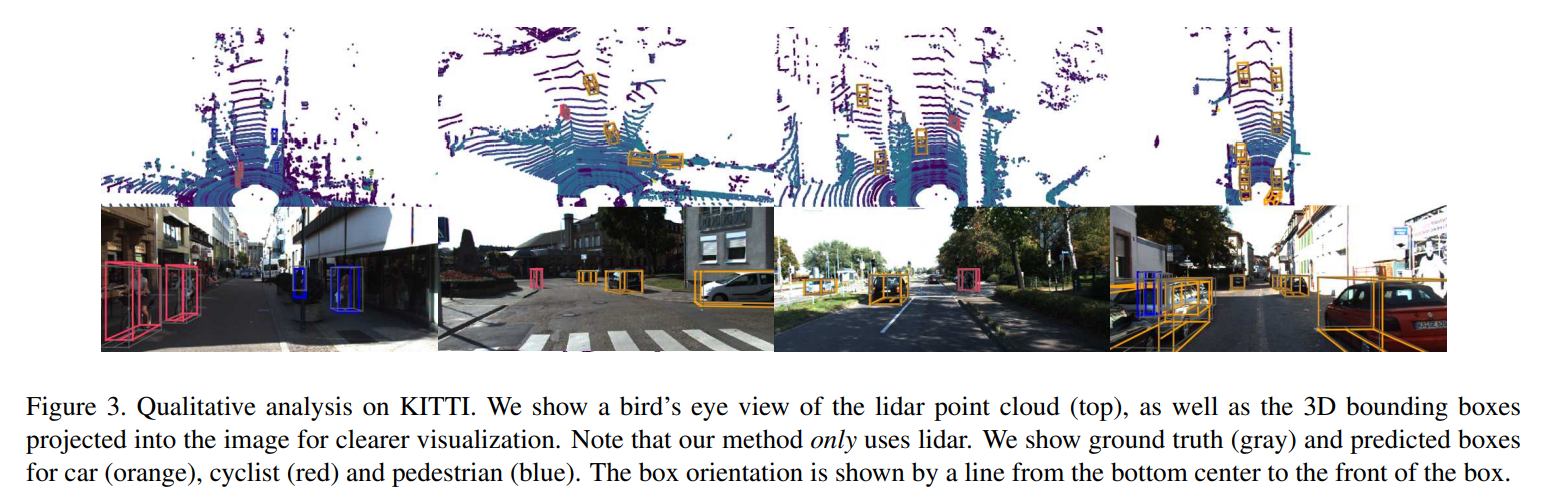 Figure 3. Qualitative analysis on KITTI. We show a bird's eye view of the lidar point cloud (top), as well as the 3D bounding boxes
projected into the image for clearer visualization. Note that our method only uses lidar. We show ground truth (gray) and predicted boxes
for car (orange), cyclist (red) and pedestrian (blue). The box orientation is shown by a line from the bottom center to the front of the box.